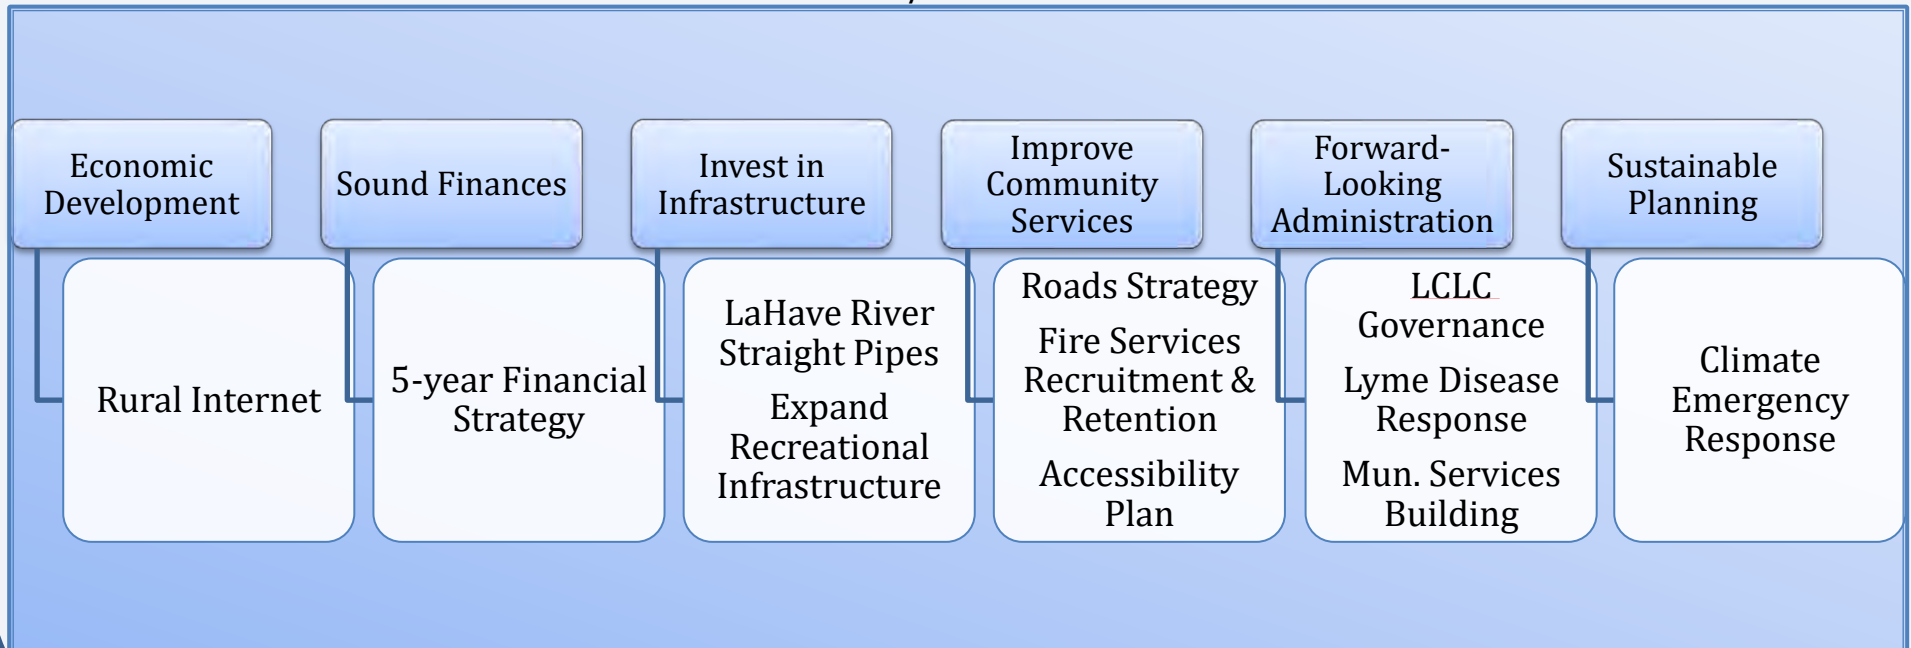 Economic
Development
Rural Internet
Sound Finances
5-year Financial
Strategy
Invest in
Infrastructure
LaHave River
Straight Pipes
Expand
Recreational
Infrastructure
Improve
Community
Services
Roads Strategy
Fire Services
Recruitment &
Retention
Accessibility
Plan
Forward-
Looking
Administration
LCLC
Governance
Lyme Disease
Response
Mun. Services
Building
Sustainable
Planning
Climate
Emergency
Response